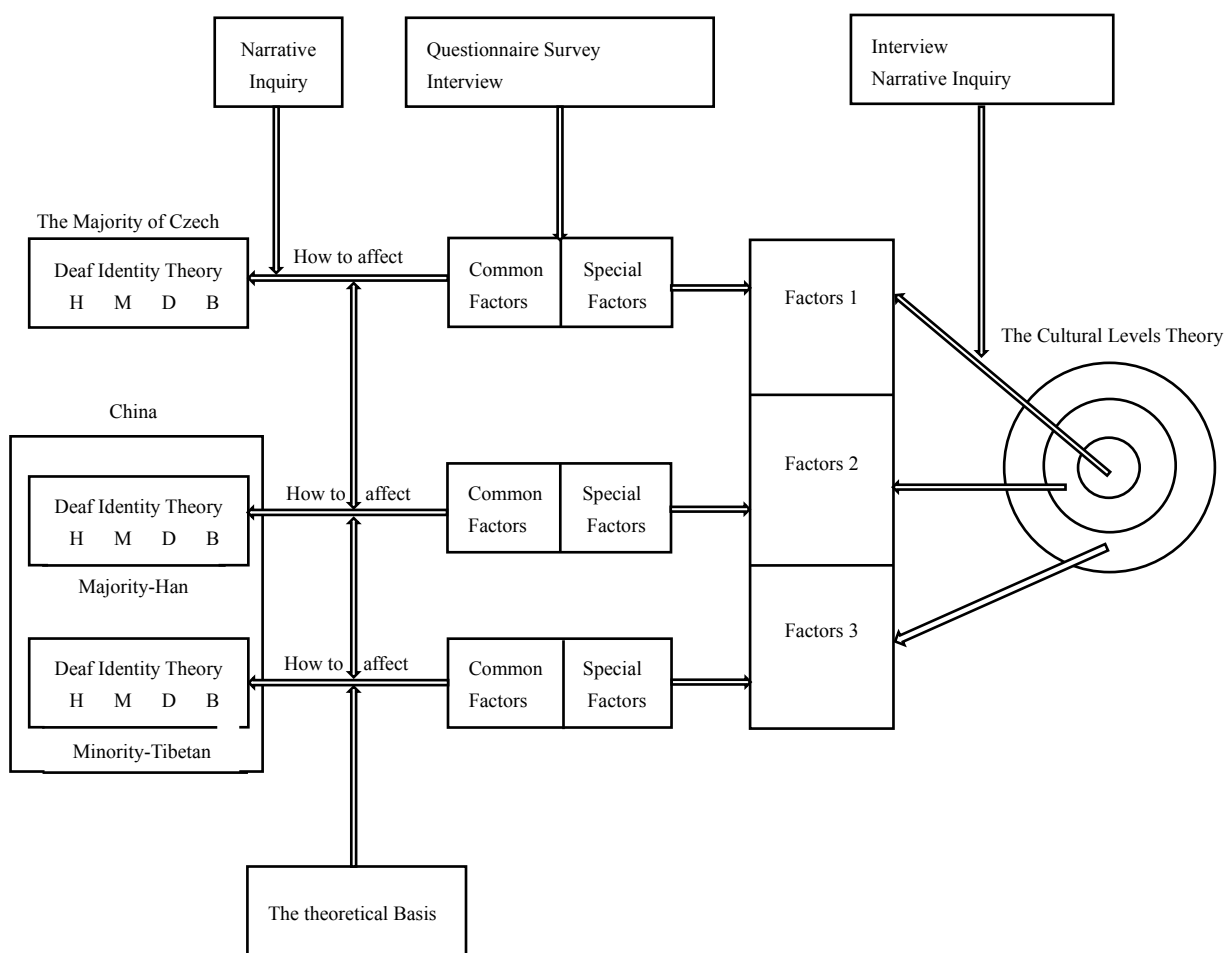 Narrative
Inquiry
Questionnaire Survey
Interview
Interview
Narrative Inquiry
The Majority of Czech
Deaf Identity Theory
H M D B
How to affect
Common
Factors
Special
Factors
Factors 1
The Cultural Levels Theory
China
Deaf Identity Theory
H M D B
Majority-Han
How to affect
Common
Factors
Special
Factors
Factors 2
Deaf Identity Theory
H M D B
Minority-Tibetan
How to affect
Common
Factors
Special
Factors
Factors 3
The theoretical Basis